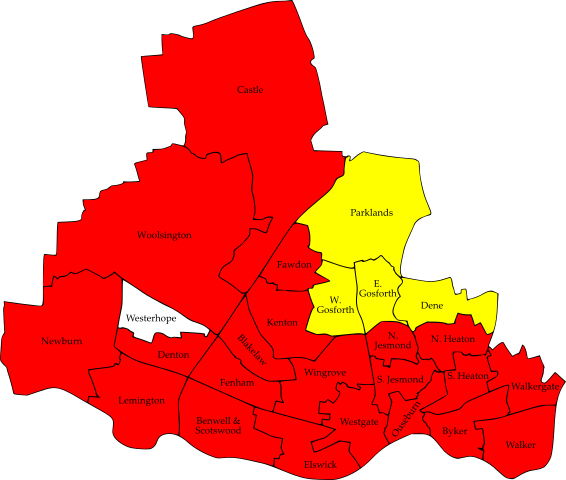 Castle
Parklands
Woolsington
Fawdon
E.
Gosforth
W.
Gosforth
Dene
Westerhope
Kenton
N.
Jesmond
N. Heaton
Newburn
Blakelaw
Denton
Wingrove
S. Jesmond
S. Heaton
Fenham
Walkergate
Lemington
Benwell &
Scotswood
Westgate
Ouseburn
Byker
Walker
Elswick